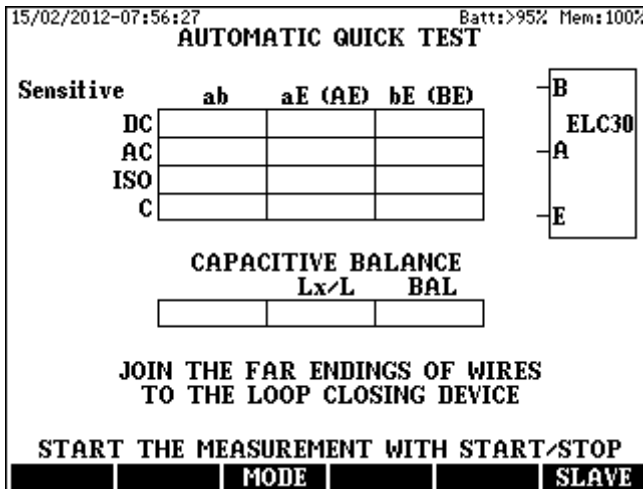 15/02/2012-07:56:27 Batt:>95% Mem:100%
AUTOMATIC QUICK TEST
Sensitive ab aE (AE) bE (BE)
B
DC ELC30
AC A
ISO
C E
CAPACITIVE BALANCE
Lx/L BAL
JOIN THE FAR ENDINGS OF WIRES
TO THE LOOP CLOSING DEVICE
START THE MEASUREMENT WITH START/STOP
MODE SLAVE